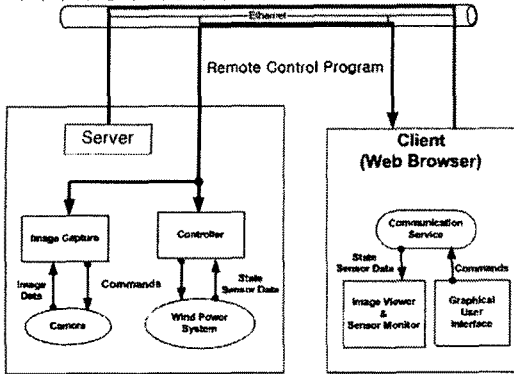 Ethernet
Remote Control Program
Server
Client
(Web Browser)
Image Capture
Controller
Image
Data
Commands
State
Sensor Data
Camera
Wind Power
System
Communication
Service
State
Sensor Data
Commands
Image Viewer
&
Sensor Monitor
Graphical
User
Interface